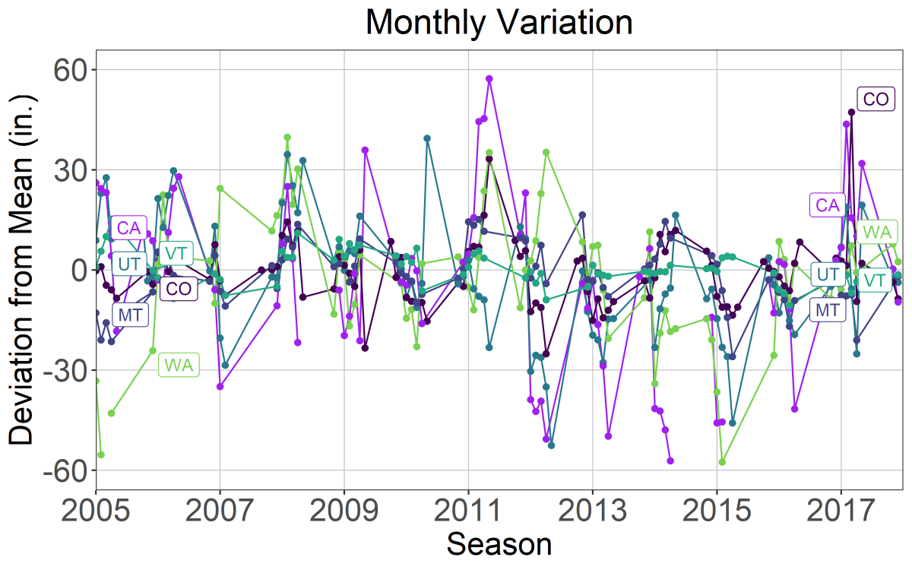 Monthly Variation
Deviation from Mean (in.)
60
30
0
-30
-60
CA
UT
VT
CO
MT
WA
CO
CA
WA
UT
VT
MT
2005
2007
2009
2011
2013
2015
2017
Season